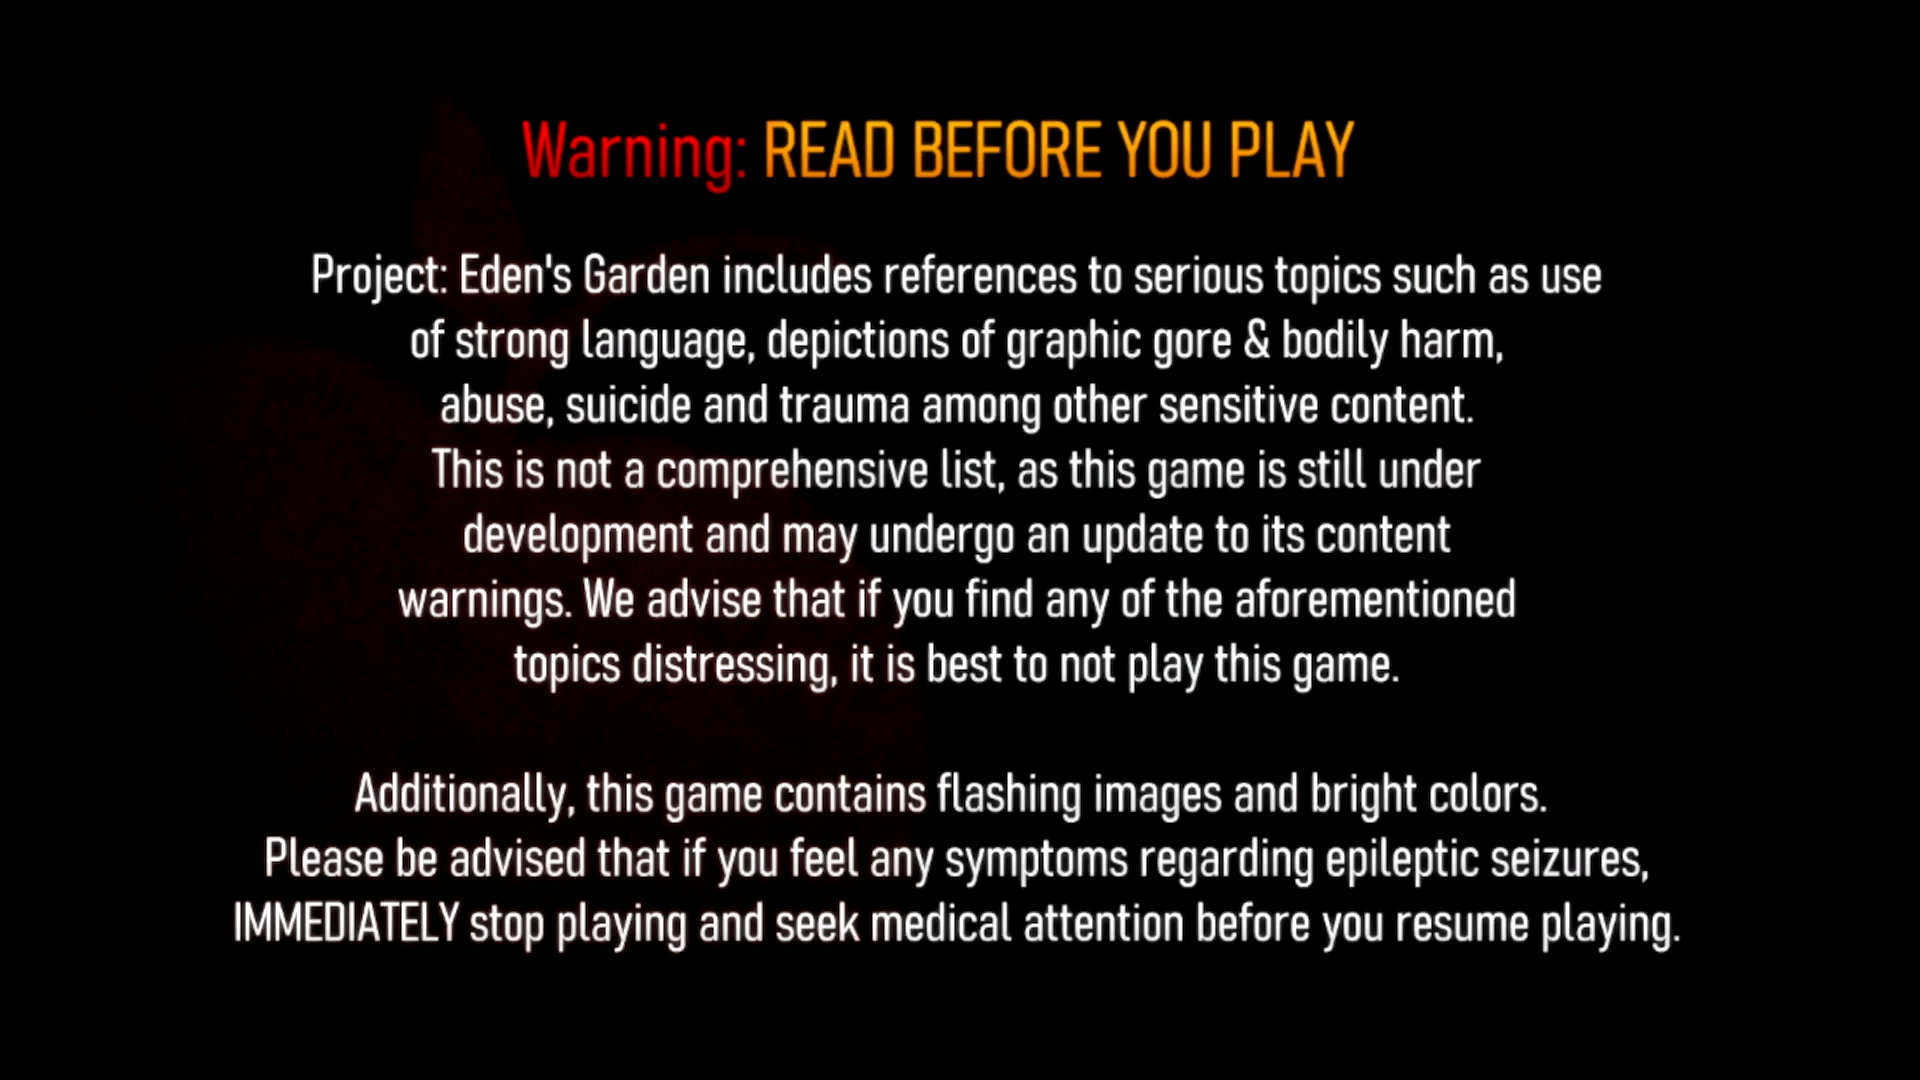 Warning: READ BEFORE YOU PLAY
Project: Eden's Garden includes references to serious topics such as use
of strong language, depictions of graphic gore & bodily harm,
abuse, suicide and trauma among other sensitive content.
This is not a comprehensive list, as this game is still under
development and may undergo an update to its content
warnings. We advise that if you find any of the aforementioned
topics distressing, it is best to not play this game.
Additionally, this game contains flashing images and bright colors.
Please be advised that if you feel any symptoms regarding epileptic seizures,
IMMEDIATELY stop playing and seek medical attention before you resume playing.